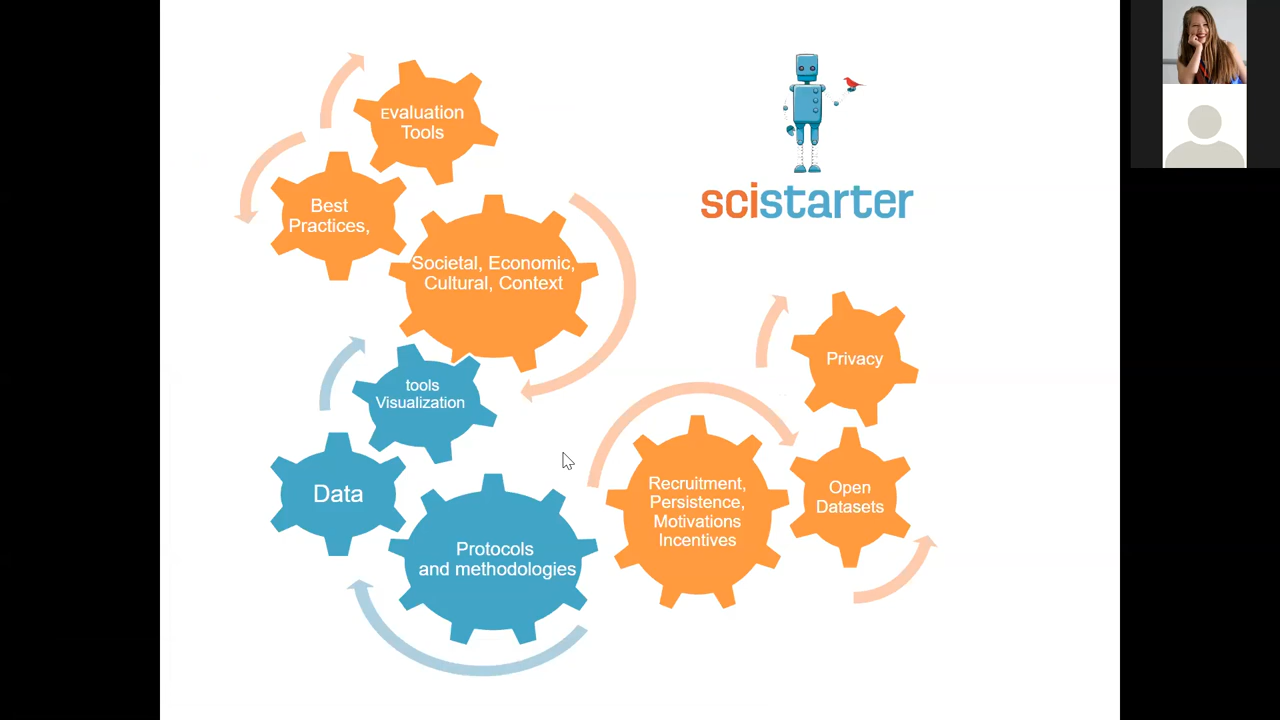 Evaluation
Tools
Best
Practices,
Societal, Economic,
Cultural, Context
scistarter
tools
Visualization
Data
Protocols
and methodologies
Recruitment,
Persistence,
Motivations
Incentives
Privacy
Open
Datasets